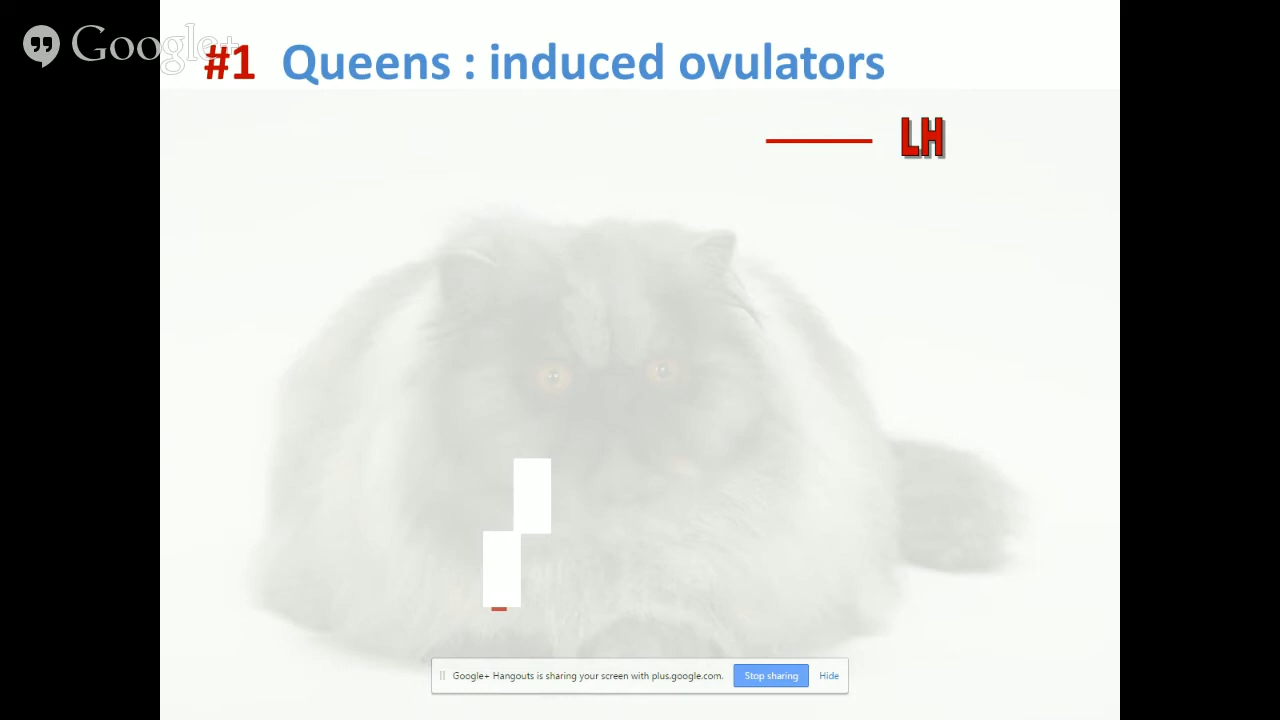 Google+
#1 Queens : induced ovulators
LH
Google+ Hangouts is sharing your screen with plus.google.com. Stop sharing Hide